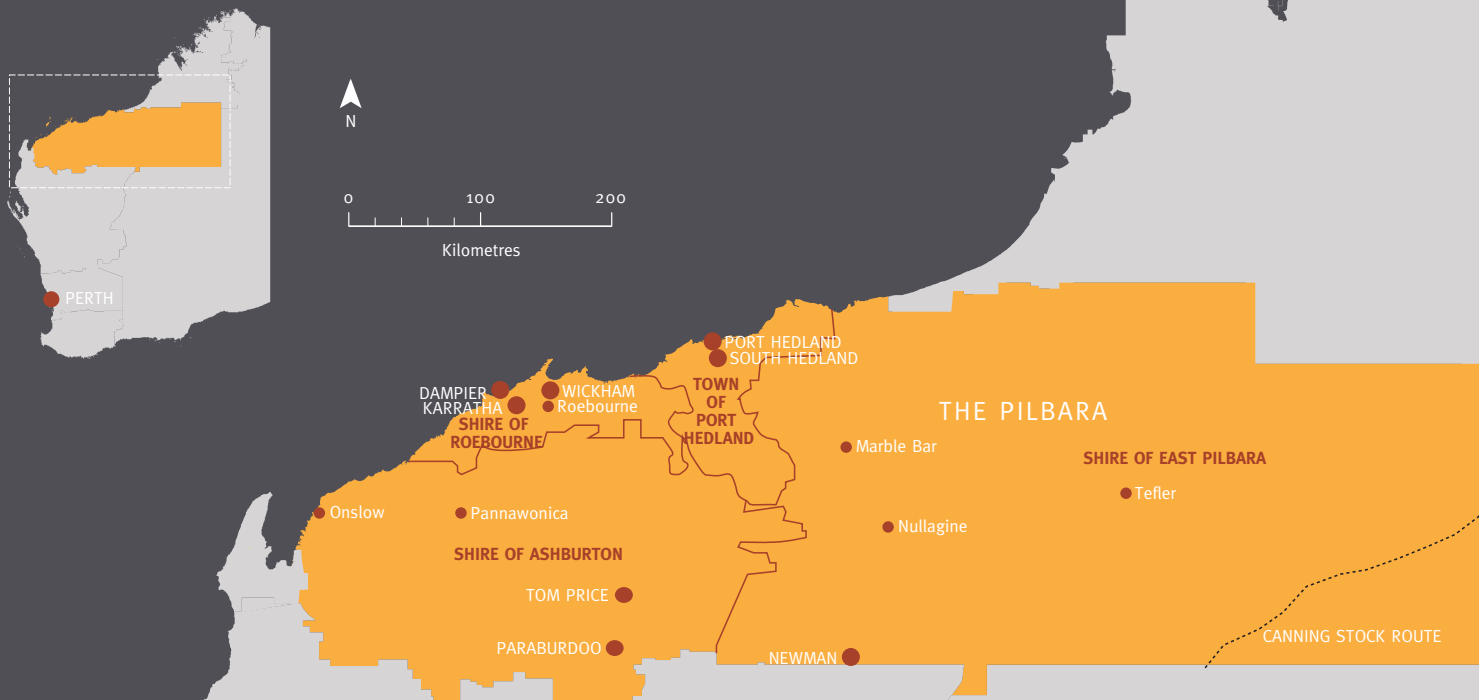 N
0 100 200
Kilometres
PERTH
PORT HEDLAND
SOUTH HEDLAND
DAMPIER
KARRATHA
WICKHAM
Roebourne
SHIRE OF
ROEBOURNE
TOWN
OF
PORT
HEDLAND
THE PILBARA
Marble Bar
SHIRE OF EAST PILBARA
Tefler
Onslow
Pannawonica
Nullagine
SHIRE OF ASHBURTON
TOM PRICE
PARABURDOO
NEWMAN
CANNING STOCK ROUTE